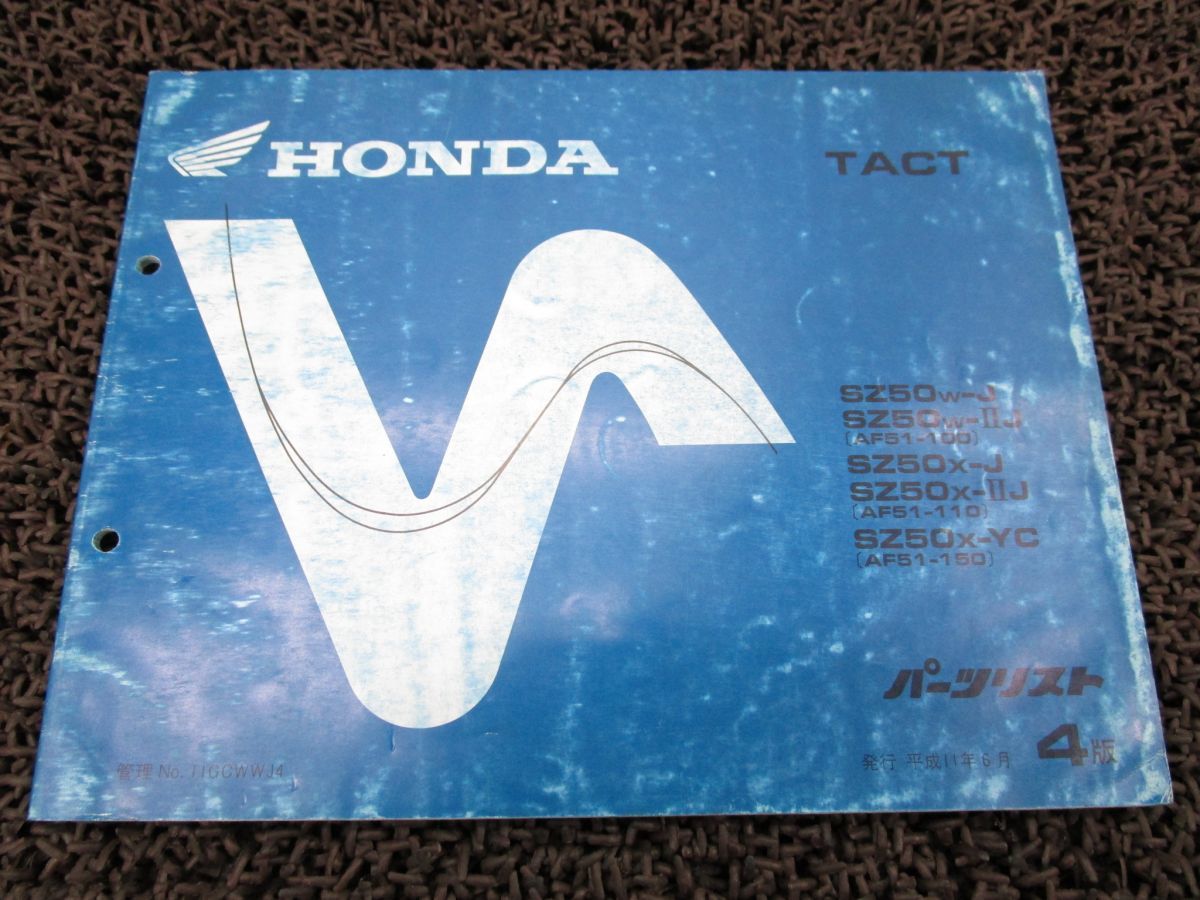 HONDA
TACT
SZ50W-J
SZ50W-ⅡJ
(AF51-100)
SZ50X-J
SZ50X-ⅡJ
(AF51-110)
SZ50X-YC
(AF51-150)
パーツリスト
管理 No. 11GCWWJ4
発行 平成11年6月
4版